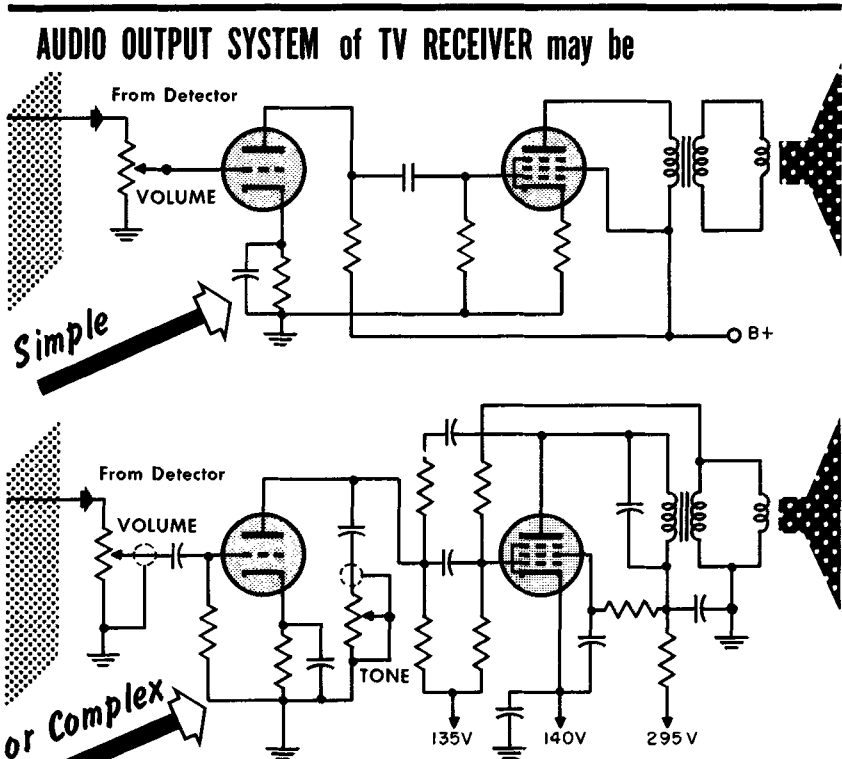 AUDIO OUTPUT SYSTEM of TV RECEIVER may be
From Detector
VOLUME
Simple
B+
From Detector
VOLUME
TONE
or Complex
135V
140V
295V